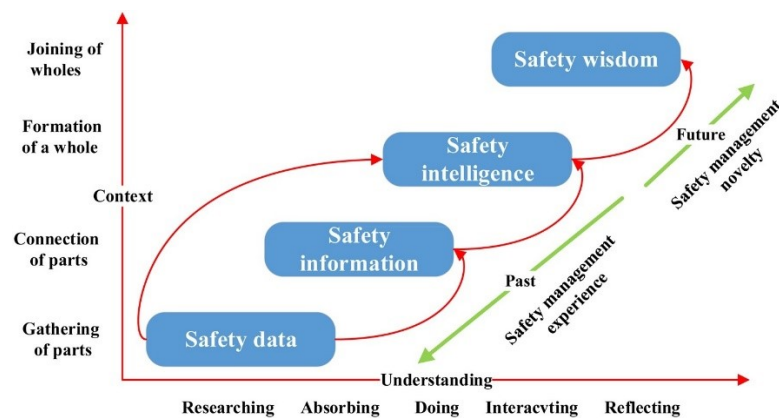 Joining of
wholes
Safety wisdom
Formation
of a whole
Safety
intelligence
Future
Safety management
novelty
Context
Connection
of parts
Safety
information
Past
Safety management
experience
Gathering
of parts
Safety data
Understanding
Researching Absorbing Doing Interacvting Reflecting